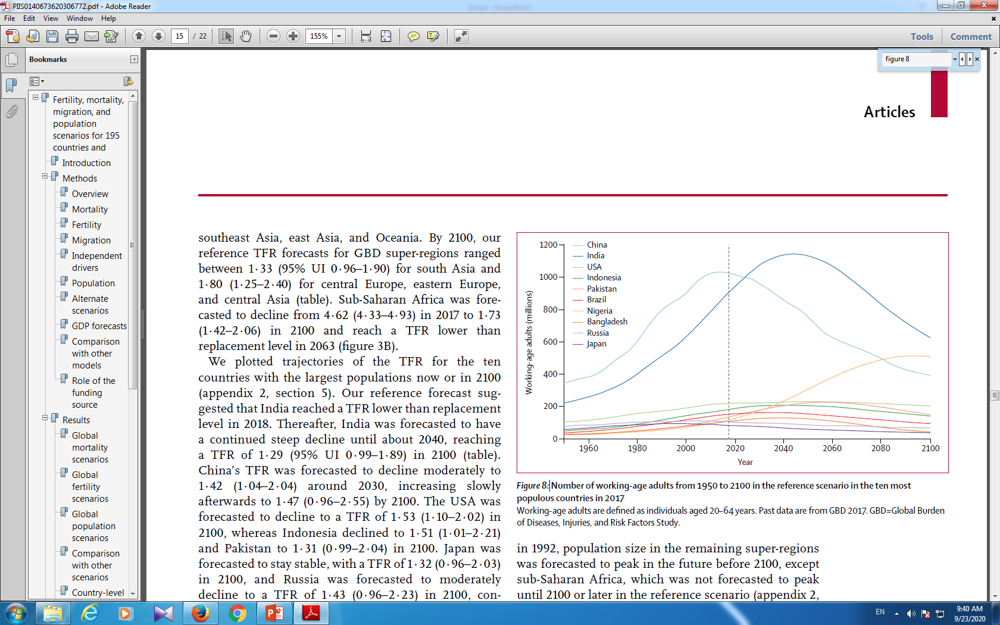 PIIS0140673620306772.pdf - Adobe Reader
File Edit View Window Help
15 / 22
155%
Tools
Comment
Bookmarks
figure 8
Fertility, mortality,
migration, and
population
scenarios for 195
countries and
Introduction
Methods
Overview
Mortality
Fertility
Migration
Independent
drivers
Population
Alternate
scenarios
GDP forecasts
Comparison
with other
models
Role of the
funding
source
Results
Global
mortality
scenarios
Global
fertility
scenarios
Global
population
scenarios
Comparison
with other
scenarios
Country-level
Articles
southeast Asia, east Asia, and Oceania. By 2100, our
reference TFR forecasts for GBD super-regions ranged
between 1·33 (95% UI 0·96–1·90) for south Asia and
1·80 (1·25–2·40) for central Europe, eastern Europe,
and central Asia (table). Sub-Saharan Africa was fore-
casted to decline from 4·62 (4·33–4·93) in 2017 to 1·73
(1·42–2·06) in 2100 and reach a TFR lower than
replacement level in 2063 (figure 3B).
We plotted trajectories of the TFR for the ten
countries with the largest populations now or in 2100
(appendix 2, section 5). Our reference forecast sug-
gested that India reached a TFR lower than replacement
level in 2018. Thereafter, India was forecasted to have
a continued steep decline until about 2040, reaching
a TFR of 1·29 (95% UI 0·99–1·89) in 2100 (table).
China's TFR was forecasted to decline moderately to
1·42 (1·04–2·04) around 2030, increasing slowly
afterwards to 1·47 (0·96–2·55) by 2100. The USA was
forecasted to decline to a TFR of 1·53 (1·10–2·02) in
2100, whereas Indonesia declined to 1·51 (1·01–2·21)
and Pakistan to 1·31 (0·99–2·04) in 2100. Japan was
forecasted to stay stable, with a TFR of 1·32 (0·96–2·03)
in 2100, and Russia was forecasted to moderately
decline to a TFR of 1·43 (0·96–2·23) in 2100, con-
Working-age adults (millions)
1200
1000
800
600
400
200
0
China
India
USA
Indonesia
Pakistan
Brazil
Nigeria
Bangladesh
Russia
Japan
1960 1980 2000 2020 2040 2060 2080 2100
Year
Figure 8: Number of working-age adults from 1950 to 2100 in the reference scenario in the ten most
populous countries in 2017
Working-age adults are defined as individuals aged 20–64 years. Past data are from GBD 2017. GBD=Global Burden
of Diseases, Injuries, and Risk Factors Study.
in 1992, population size in the remaining super-regions
was forecasted to peak in the future before 2100, except
sub-Saharan Africa, which was not forecasted to peak
until 2100 or later in the reference scenario (appendix 2,
EN
9:40 AM
9/23/2020